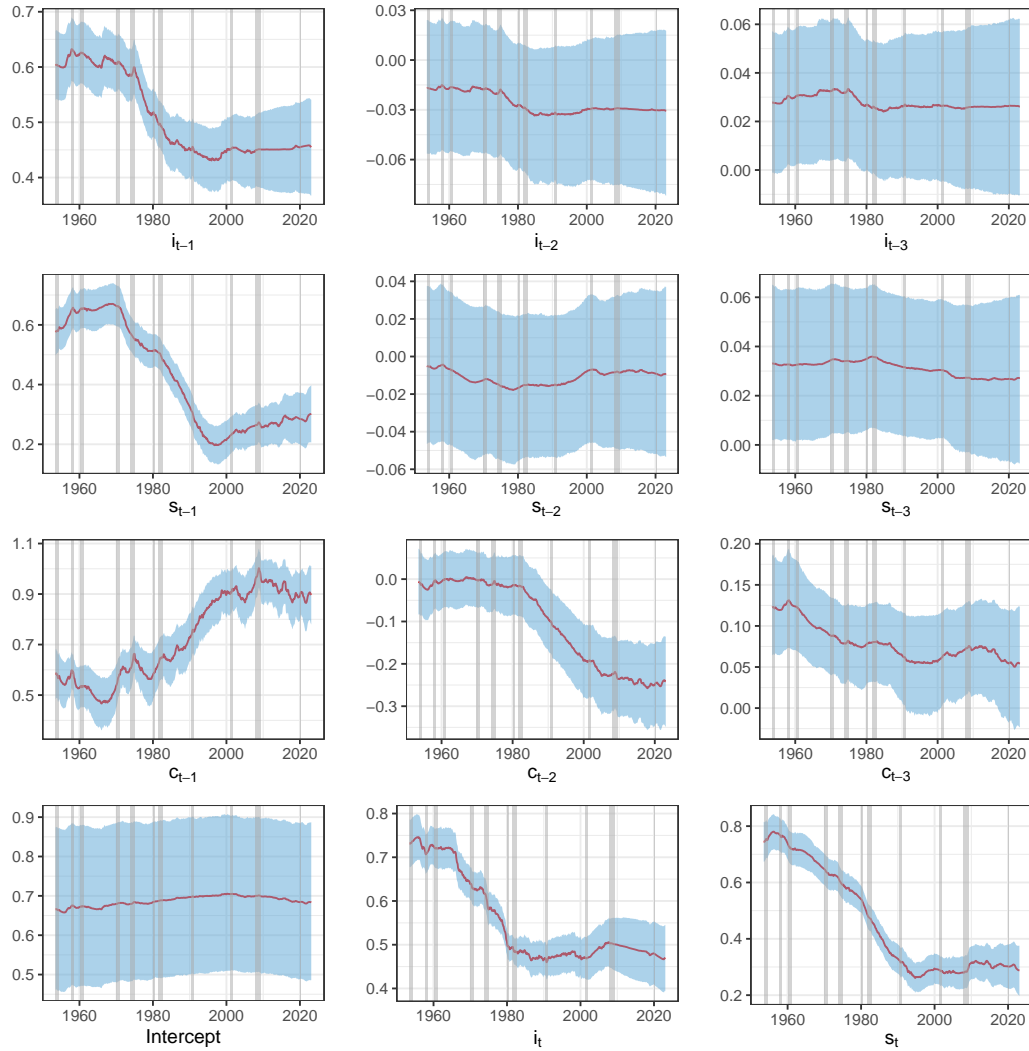 0.7 0.6 0.5 0.4
1960 1980 2000 2020
i_{t−1}
0.03 0.00 −0.03 −0.06
1960 1980 2000 2020
i_{t−2}
0.06 0.04 0.02 0.00
1960 1980 2000 2020
i_{t−3}
0.6 0.4 0.2
1960 1980 2000 2020
s_{t−1}
0.04 0.02 0.00 −0.02 −0.04 −0.06
1960 1980 2000 2020
s_{t−2}
0.06 0.04 0.02 0.00
1960 1980 2000 2020
s_{t−3}
1.1 0.9 0.7 0.5
1960 1980 2000 2020
c_{t−1}
0.0 −0.1 −0.2 −0.3
1960 1980 2000 2020
c_{t−2}
0.20 0.15 0.10 0.05 0.00
1960 1980 2000 2020
c_{t−3}
0.9 0.8 0.7 0.6 0.5
1960 1980 2000 2020
Intercept
0.8 0.7 0.6 0.5 0.4
1960 1980 2000 2020
i_t
0.8 0.6 0.4 0.2
1960 1980 2000 2020
s_t